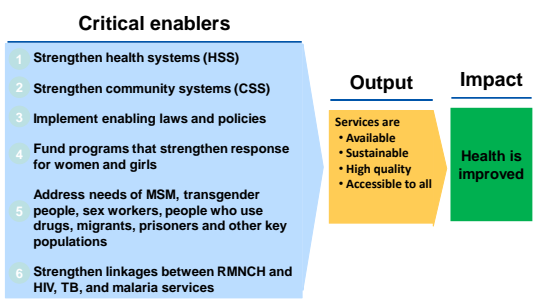 Critical enablers
1 Strengthen health systems (HSS)
2 Strengthen community systems (CSS)
3 Implement enabling laws and policies
4 Fund programs that strengthen response
for women and girls
5 Address needs of MSM, transgender
people, sex workers, people who use
drugs, migrants, prisoners and other key
populations
6 Strengthen linkages between RMNCH and
HIV, TB, and malaria services
Output
Services are
• Available
• Sustainable
• High quality
• Accessible to all
Impact
Health is
improved